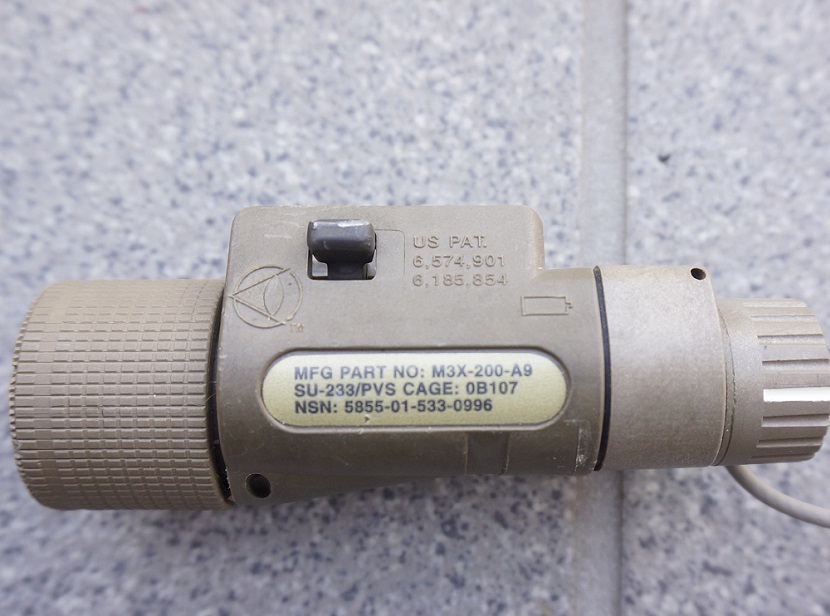 US PAT.
6,574,901
6,185,854
TM
MFG PART NO: M3X-200-A9
SU-233/PVS CAGE: 0B107
NSN: 5855-01-533-0996